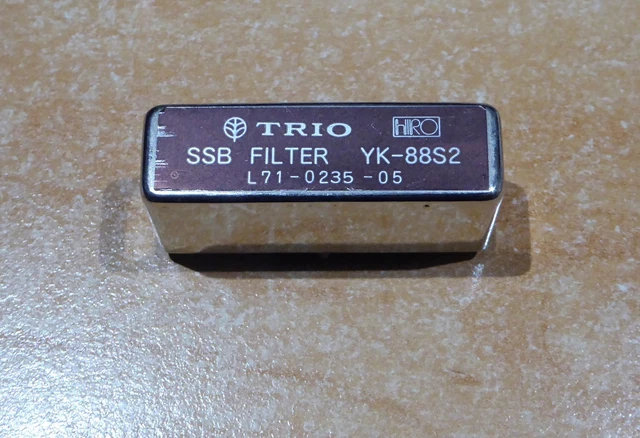 TRIO HIRO
SSB FILTER YK-88S2
L71-0235-05